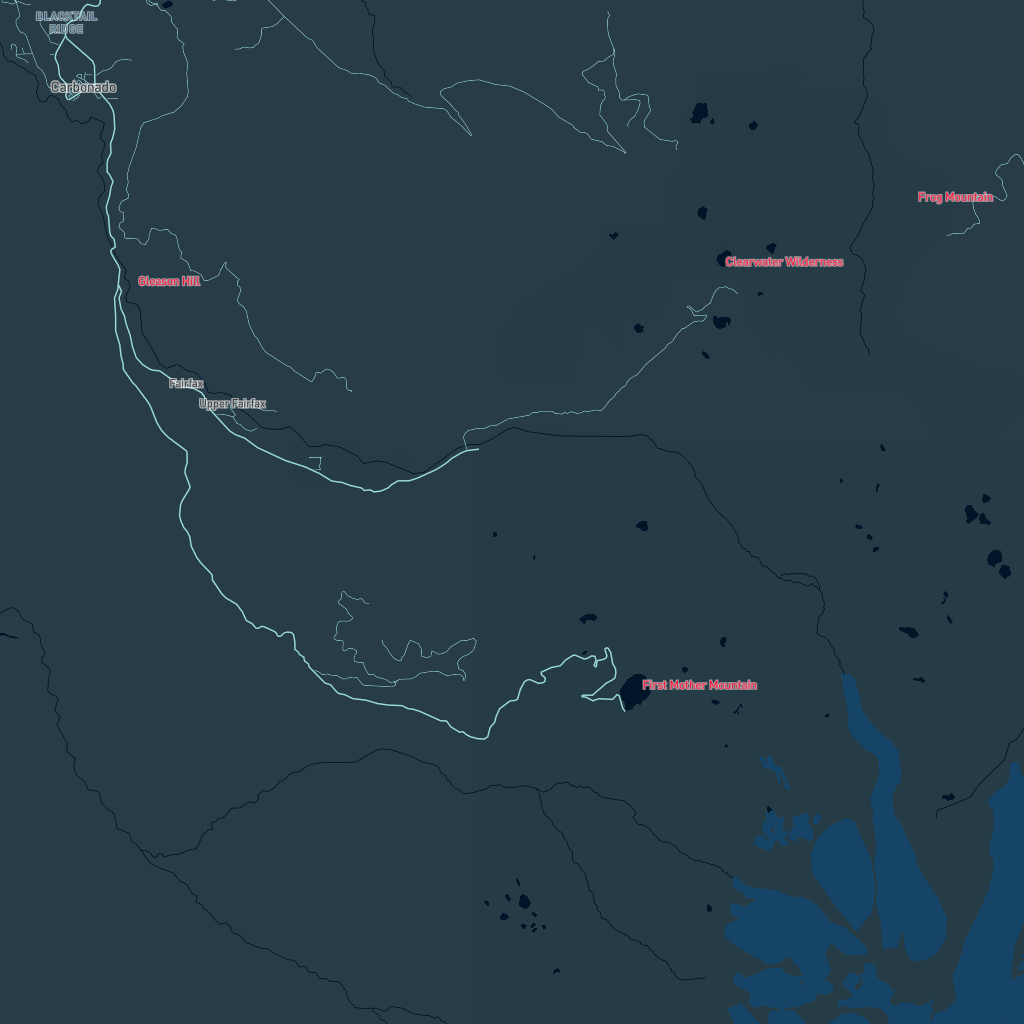 BLACKTAIL
RIDGE
Carbonado
Frog Mountain
Clearwater Wilderness
Gleason Hill
Fairfax
Upper Fairfax
First Mother Mountain